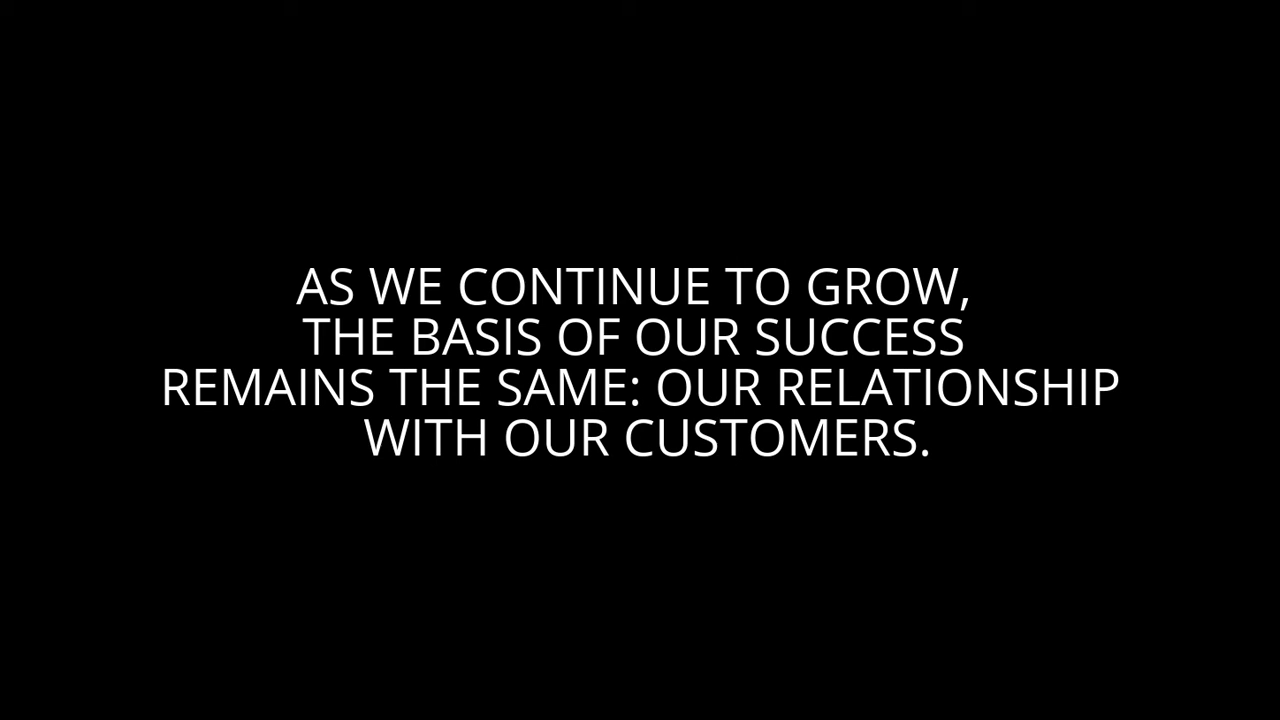 AS WE CONTINUE TO GROW,
THE BASIS OF OUR SUCCESS
REMAINS THE SAME: OUR RELATIONSHIP
WITH OUR CUSTOMERS.